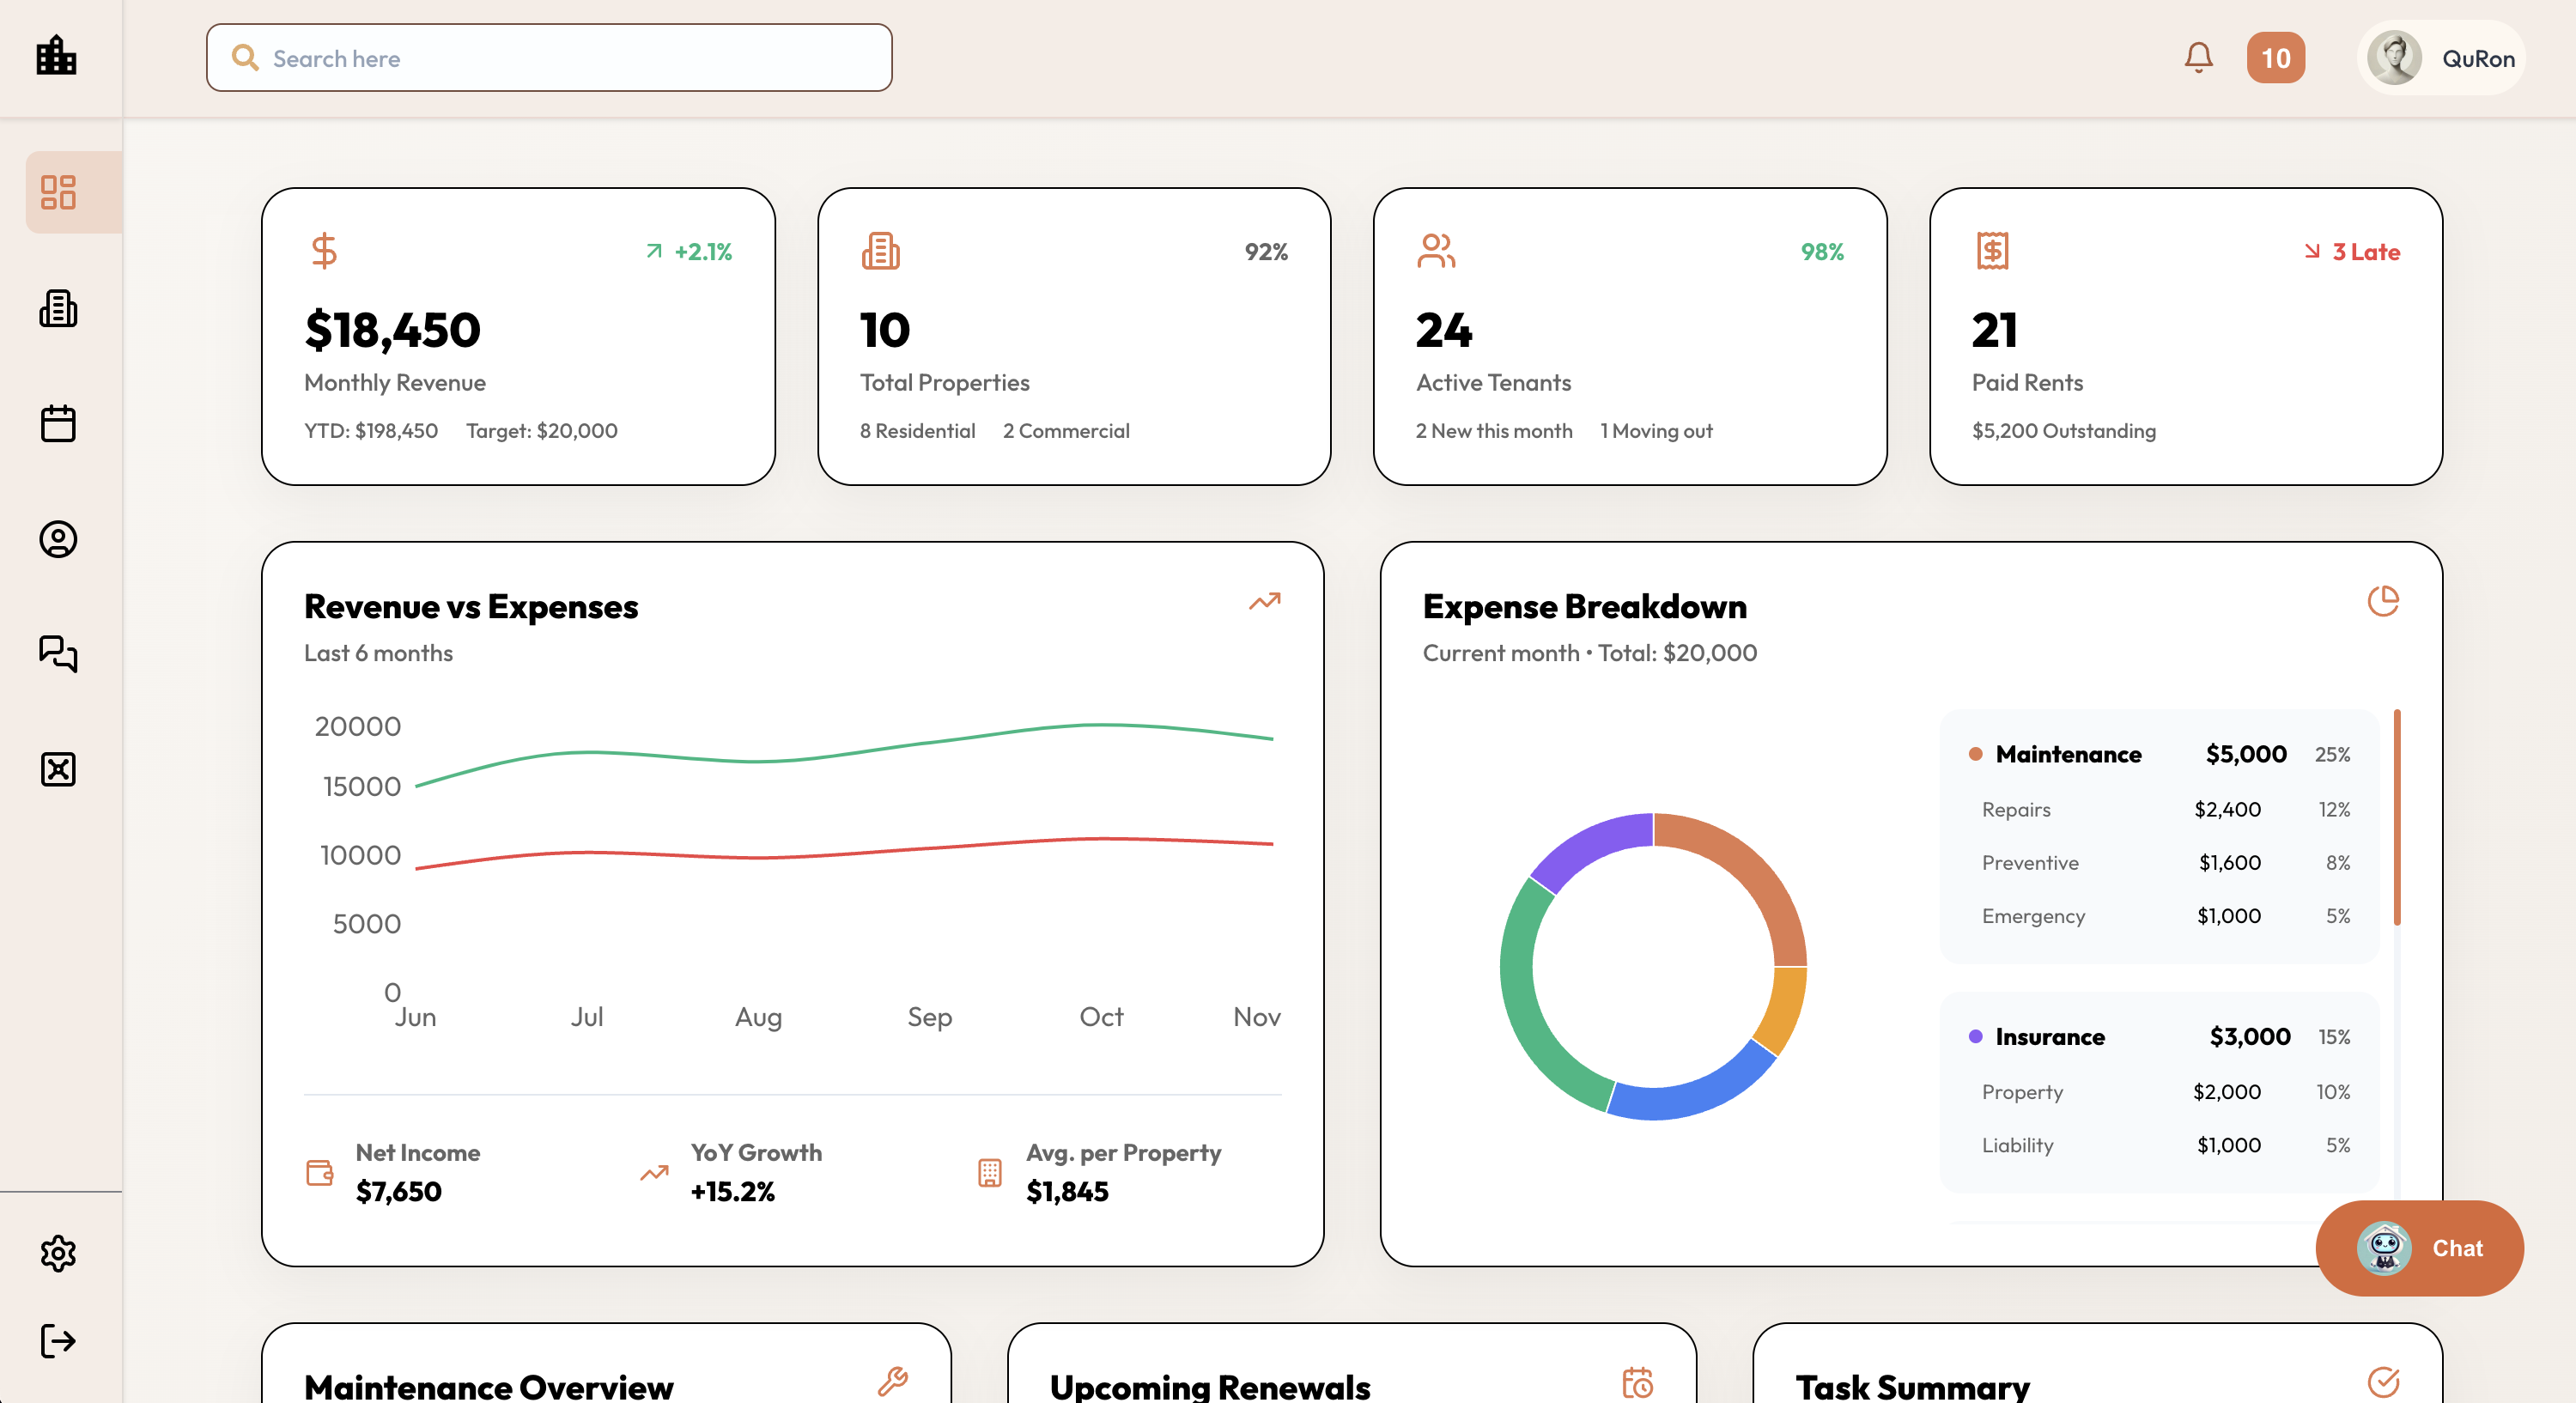 Search here
10
QuRon
+2.1%
$18,450
Monthly Revenue
YTD: $198,450 Target: $20,000
92%
10
Total Properties
8 Residential 2 Commercial
98%
24
Active Tenants
2 New this month 1 Moving out
3 Late
21
Paid Rents
$5,200 Outstanding
Revenue vs Expenses
Last 6 months
20000
15000
10000
5000
0
Jun Jul Aug Sep Oct Nov
Net Income
$7,650
YoY Growth
+15.2%
Avg. per Property
$1,845
Expense Breakdown
Current month • Total: $20,000
Maintenance $5,000 25%
Repairs $2,400 12%
Preventive $1,600 8%
Emergency $1,000 5%
Insurance $3,000 15%
Property $2,000 10%
Liability $1,000 5%
Chat
Maintenance Overview
Upcoming Renewals
Task Summary